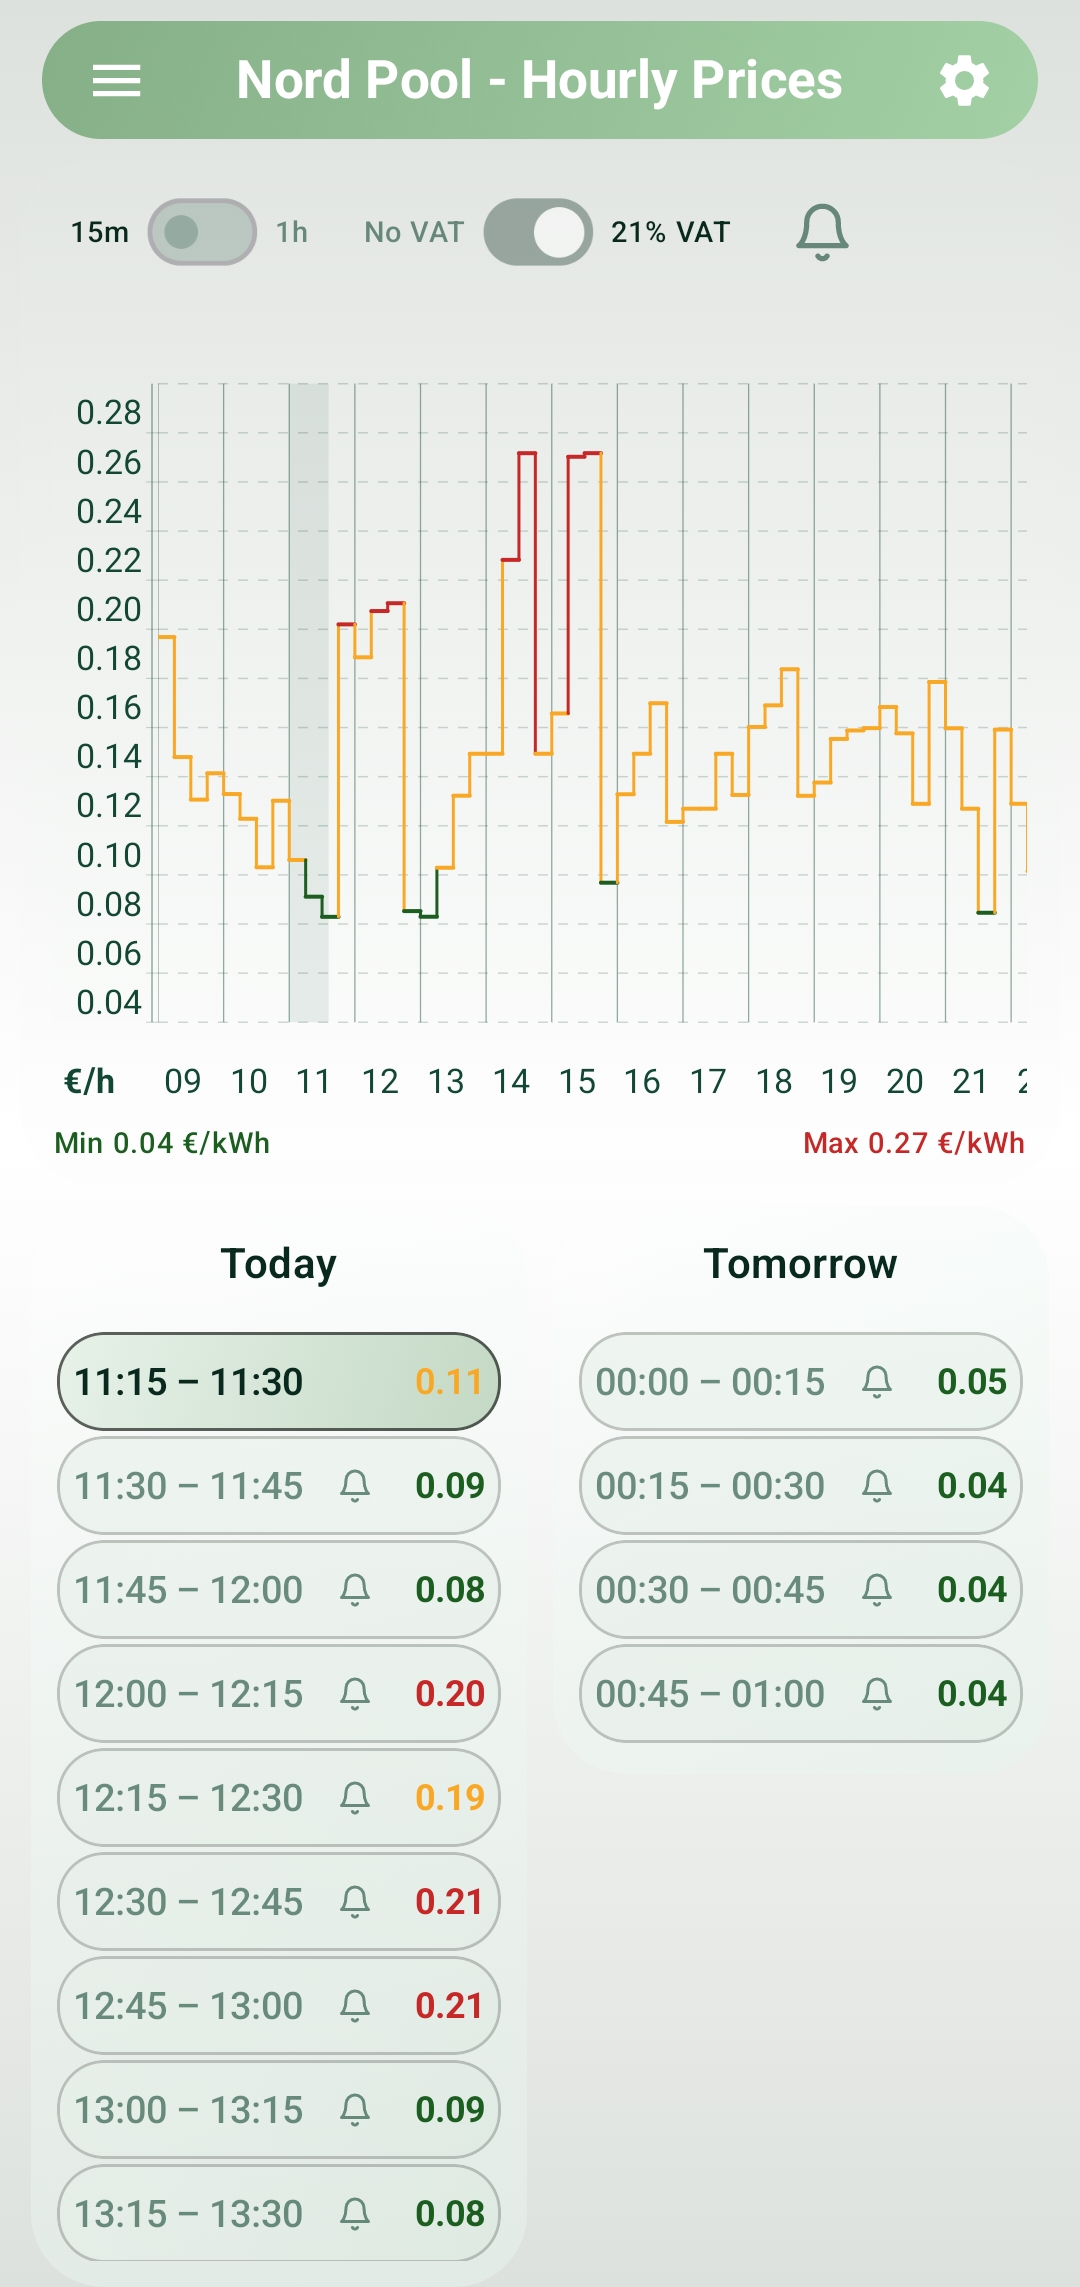 Nord Pool - Hourly Prices
15m 1h No VAT 21% VAT
0.28
0.26
0.24
0.22
0.20
0.18
0.16
0.14
0.12
0.10
0.08
0.06
0.04
€/h 09 10 11 12 13 14 15 16 17 18 19 20 21
Min 0.04 €/kWh Max 0.27 €/kWh
Today
11:15 – 11:30 0.11
11:30 – 11:45 0.09
11:45 – 12:00 0.08
12:00 – 12:15 0.20
12:15 – 12:30 0.19
12:30 – 12:45 0.21
12:45 – 13:00 0.21
13:00 – 13:15 0.09
13:15 – 13:30 0.08
Tomorrow
00:00 – 00:15 0.05
00:15 – 00:30 0.04
00:30 – 00:45 0.04
00:45 – 01:00 0.04